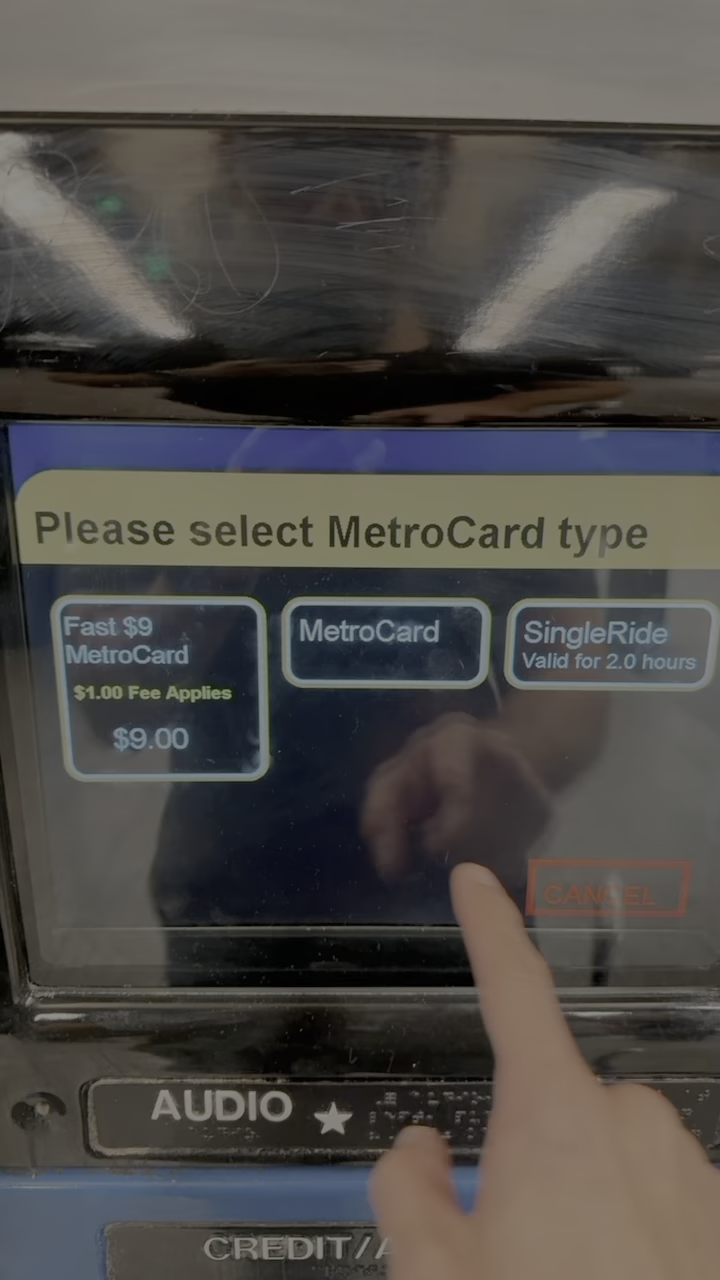 Please select MetroCard type
Fast $9
MetroCard
$1.00 Fee Applies
$9.00
MetroCard
SingleRide
Valid for 2.0 hours
CANCEL
AUDIO
CREDIT/A